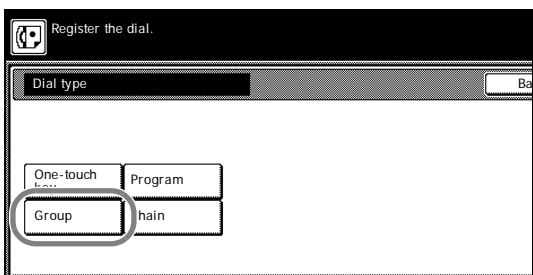 Register the dial.
Dial type
Ba
One-touch
Program
Group
hain